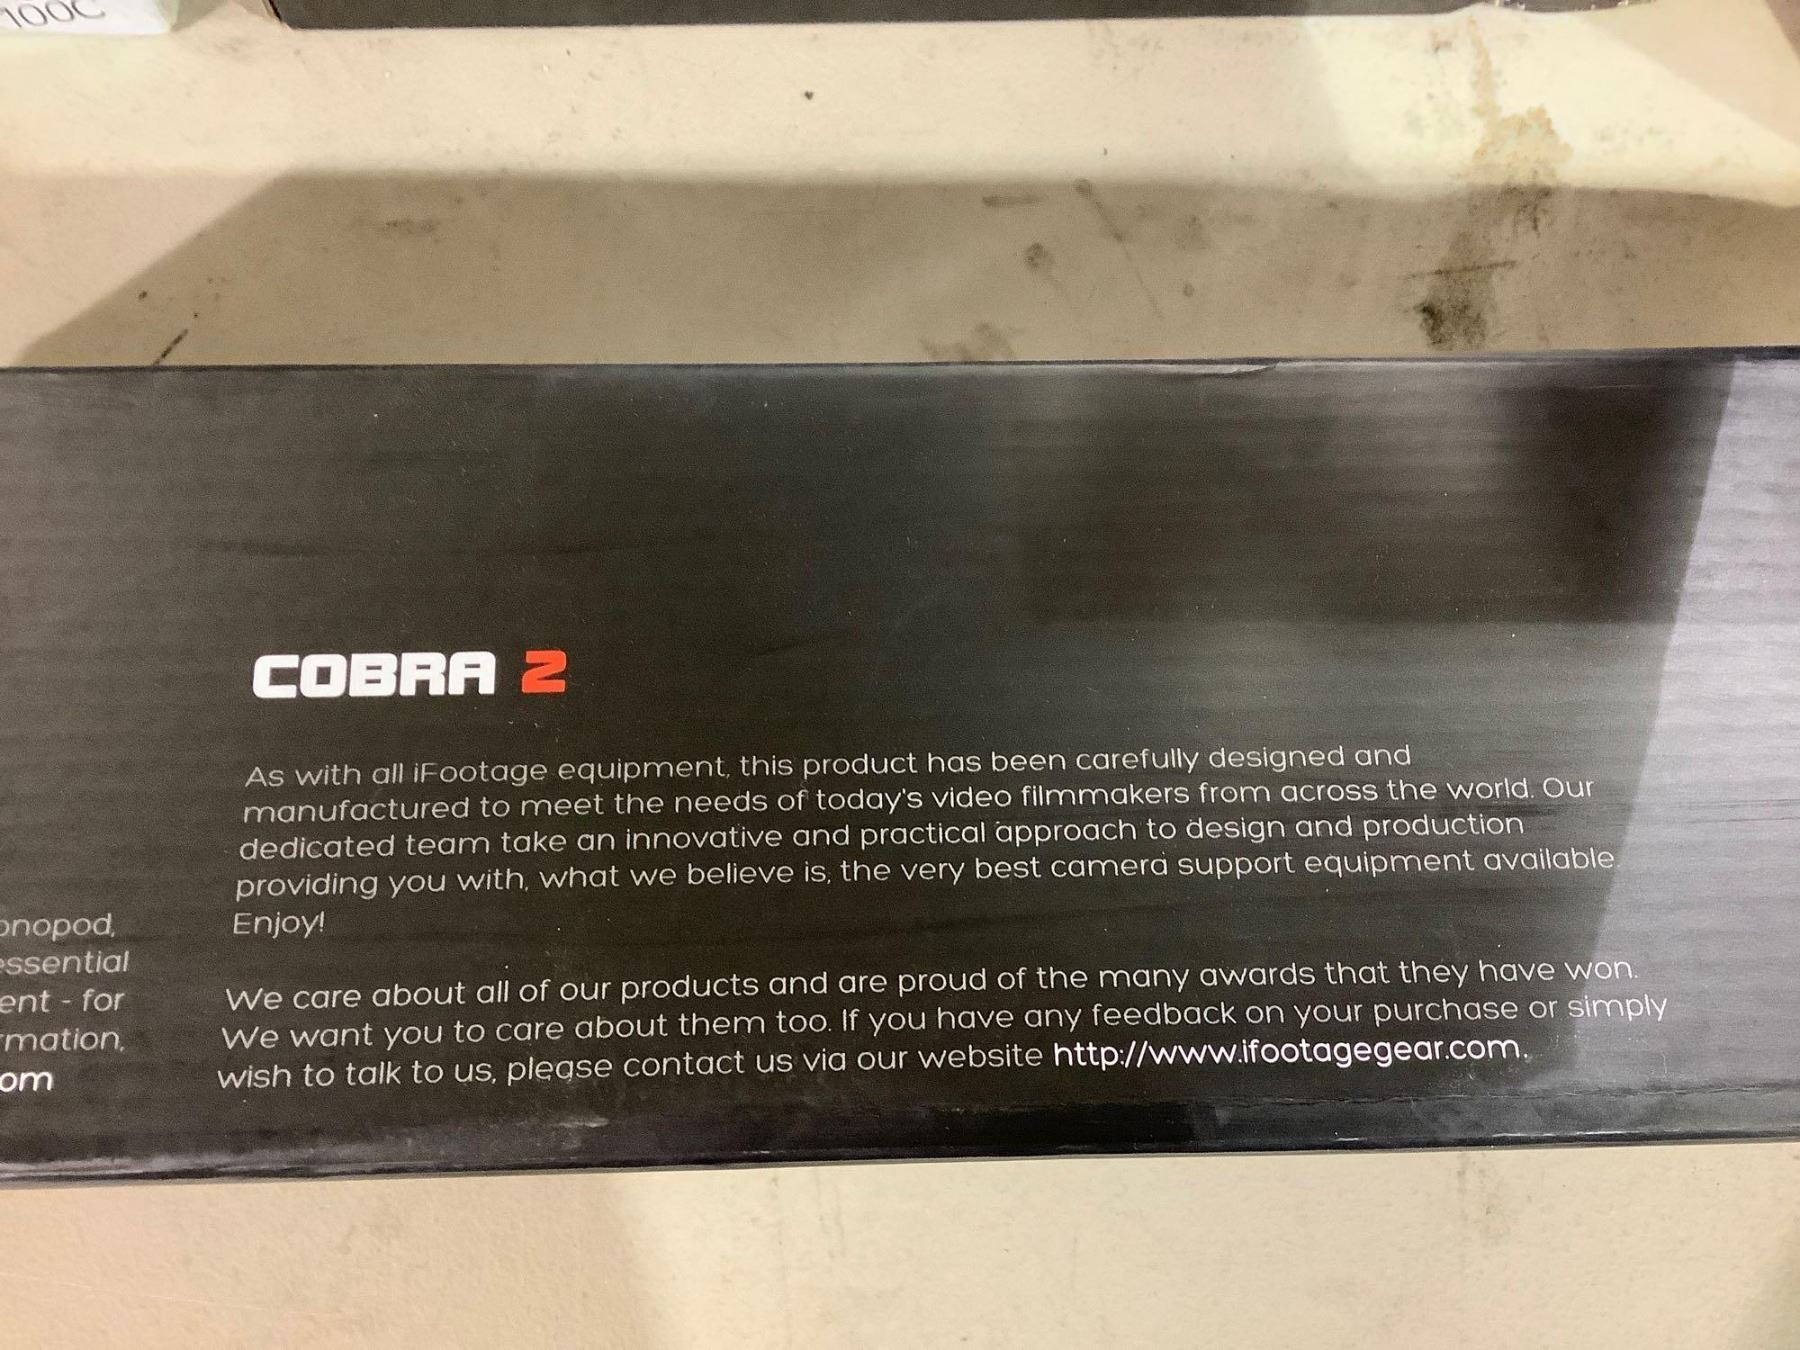 100C
COBRA 2
As with all iFootage equipment, this product has been carefully designed and
manufactured to meet the needs of today's video filmmakers from across the world. Our
dedicated team take an innovative and practical approach to design and production
providing you with, what we believe is, the very best camera support equipment available.
Enjoy!
We care about all of our products and are proud of the many awards that they have won.
We want you to care about them too. If you have any feedback on your purchase or simply
wish to talk to us, please contact us via our website http://www.ifootagegear.com.
onopod,
essential
ent - for
rmation,
om